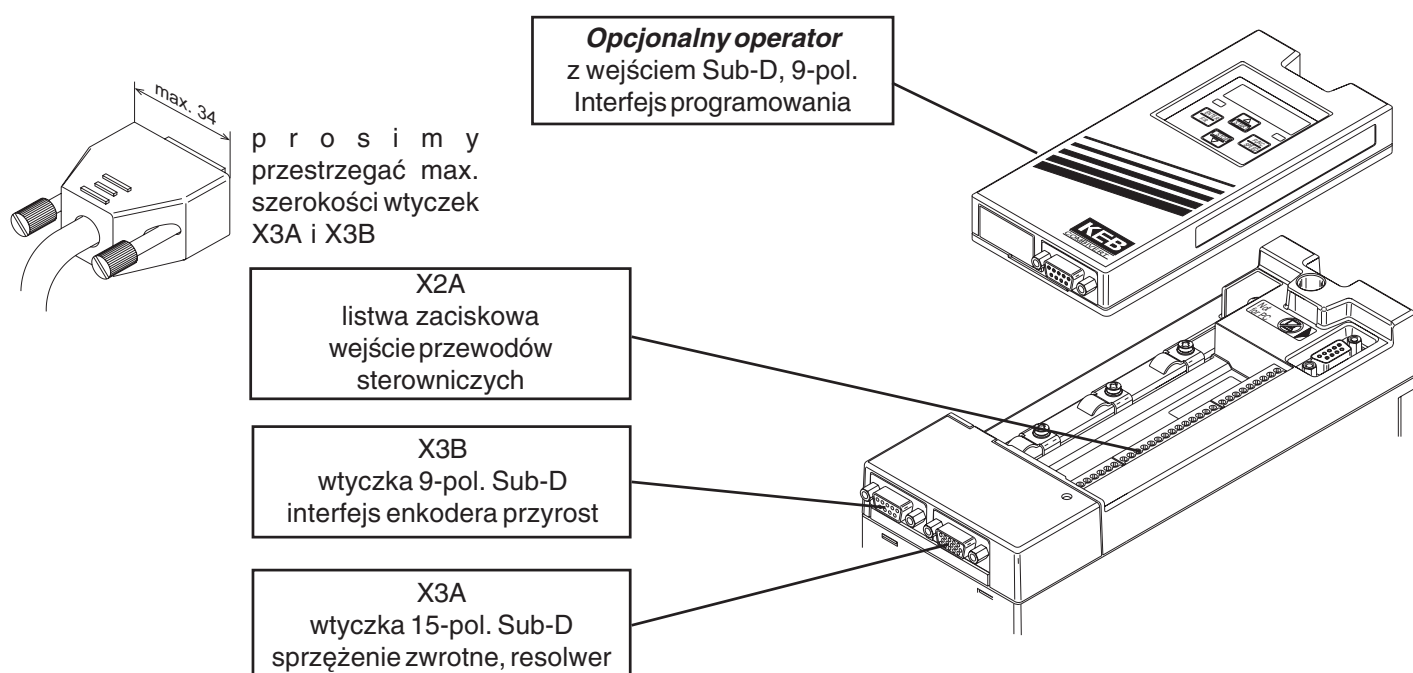 Opcjonalny operator
z wejściem Sub-D, 9-pol.
Interfejs programowania
max. 34
prosimy
przestrzegać max.
szerokości wtyczek
X3A i X3B
KEB
X2A
listwa zaciskowa
wejście przewodów
sterowniczych
X3B
wtyczka 9-pol. Sub-D
interfejs enkodera przyrost
X3A
wtyczka 15-pol. Sub-D
sprzężenie zwrotne, resolwer